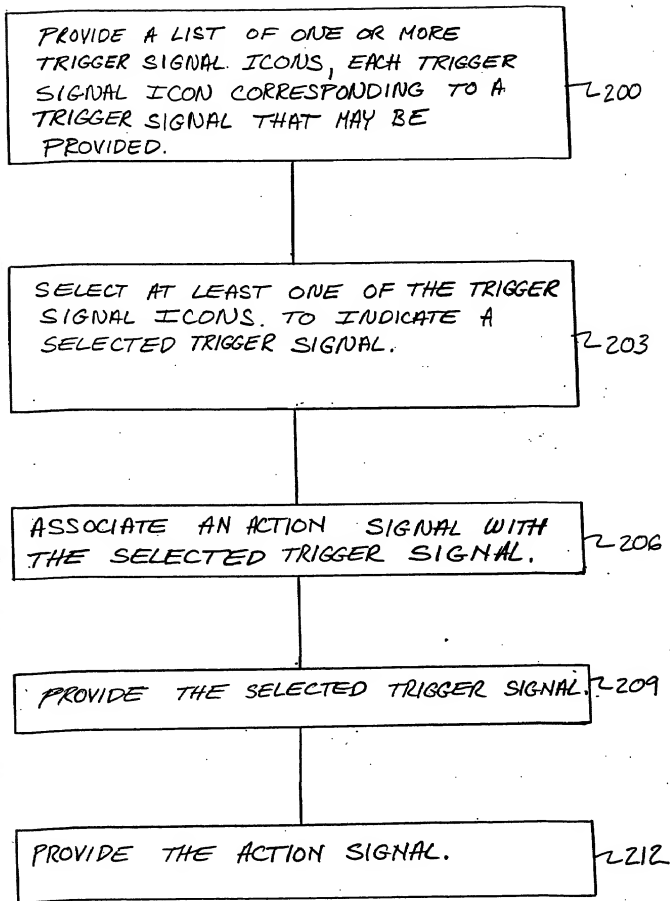 PROVIDE A LIST OF ONE OR MORE
TRIGGER SIGNAL ICONS, EACH TRIGGER
SIGNAL ICON CORRESPONDING TO A
TRIGGER SIGNAL THAT MAY BE
PROVIDED.
200
SELECT AT LEAST ONE OF THE TRIGGER
SIGNAL ICONS. TO INDICATE A
SELECTED TRIGGER SIGNAL.
203
ASSOCIATE AN ACTION SIGNAL WITH
THE SELECTED TRIGGER SIGNAL.
206
PROVIDE THE SELECTED TRIGGER SIGNAL.
209
PROVIDE THE ACTION SIGNAL.
212